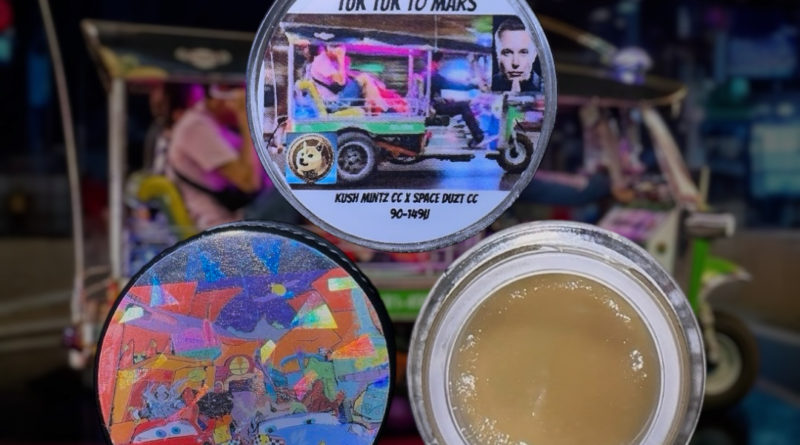 TUK TUK TO MARS
KUSH MINTZ CC X SPACE DUZT CC
90-149U